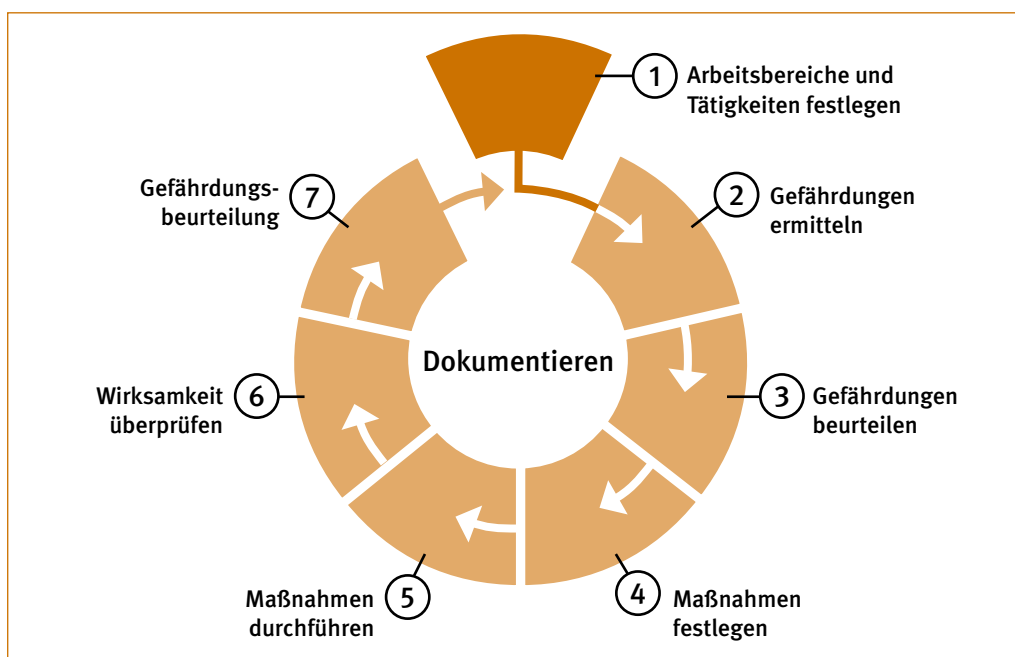 1 Arbeitsbereiche und
Tätigkeiten festlegen
2 Gefährdungen
ermitteln
3 Gefährdungen
beurteilen
4 Maßnahmen
festlegen
5 Maßnahmen
durchführen
6 Wirksamkeit
überprüfen
7 Gefährdungs-
beurteilung
Dokumentieren